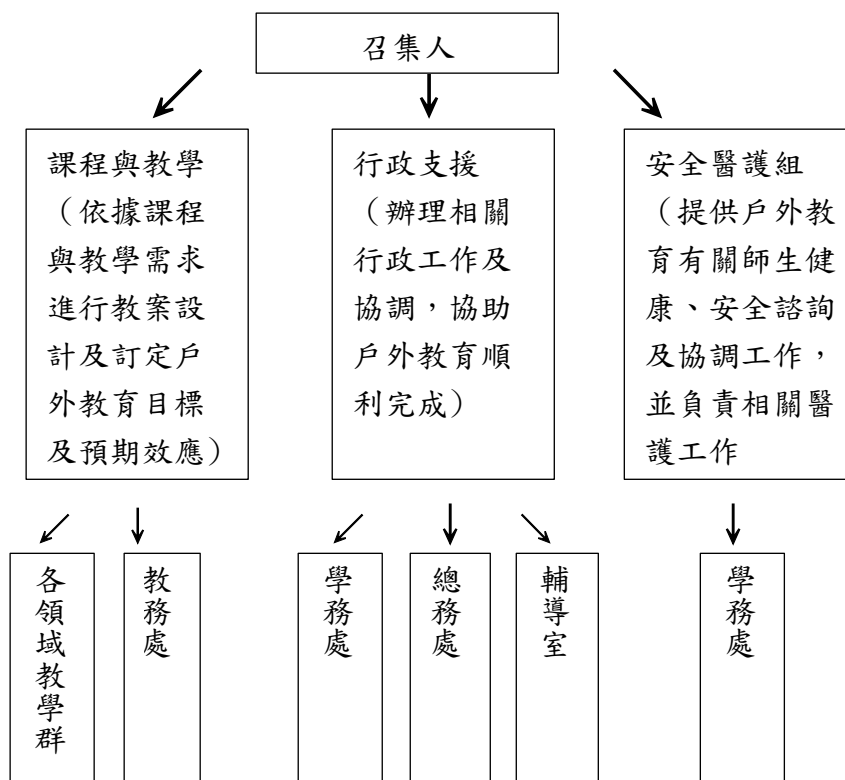 召集人
課程與教學
（依據課程
與教學需求
進行教案設
計及訂定戶
外教育目標
及預期效應）
行政支援
（辦理相關
行政工作及
協調，協助
戶外教育順
利完成）
安全醫護組
（提供戶外教
育有關師生健
康、安全諮詢
及協調工作，
並負責相關醫
護工作
各領域教學群
教務處
學務處
總務處
輔導室
學務處